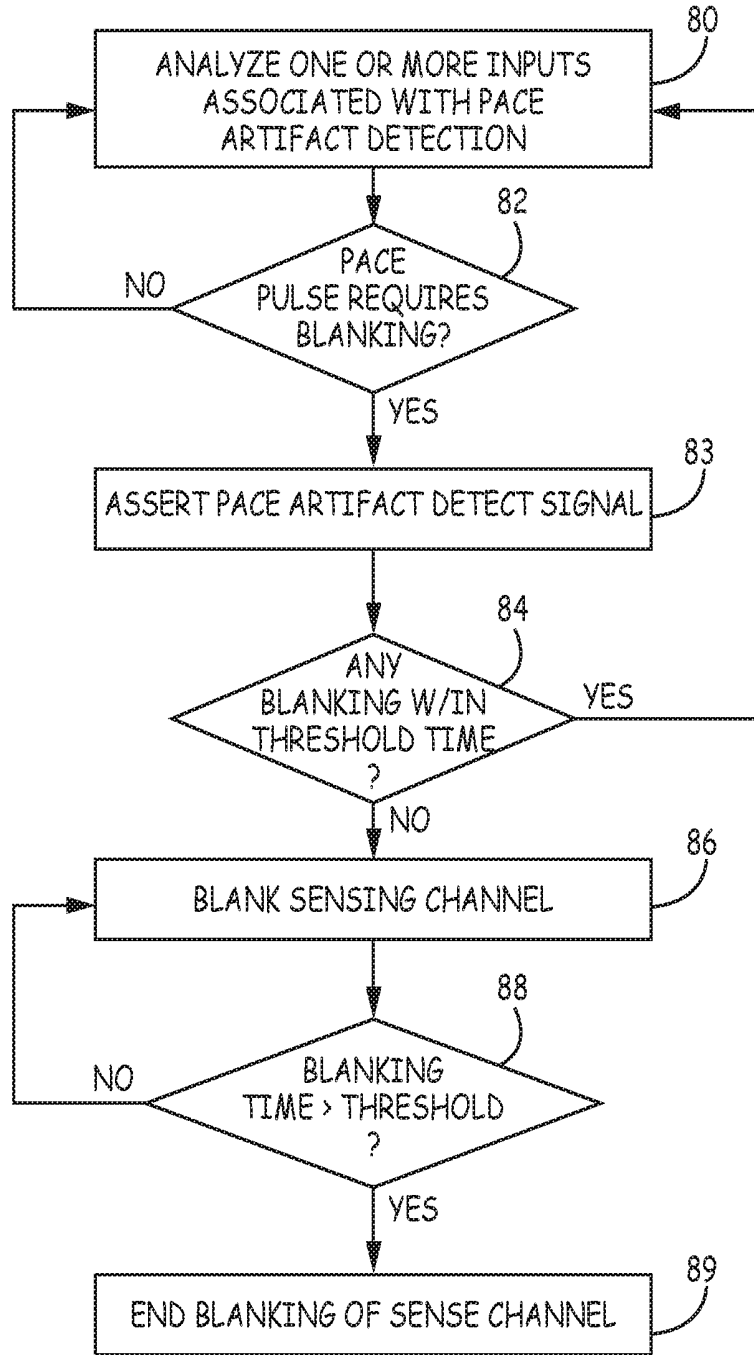 80
ANALYZE ONE OR MORE INPUTS
ASSOCIATED WITH PACE
ARTIFACT DETECTION
82
PACE
PULSE REQUIRES
BLANKING?
NO
YES
83
ASSERT PACE ARTIFACT DETECT SIGNAL
84
ANY
BLANKING W/IN
THRESHOLD TIME
?
YES
NO
86
BLANK SENSING CHANNEL
88
BLANKING
TIME > THRESHOLD
?
NO
YES
89
END BLANKING OF SENSE CHANNEL